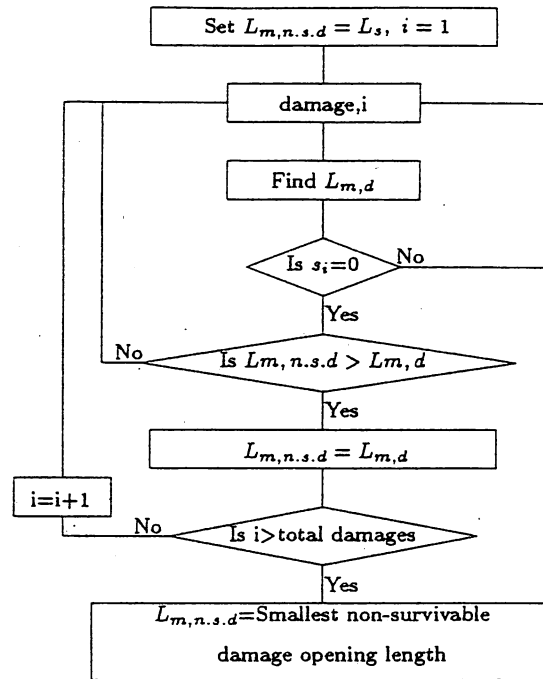 Set L_{m,n.s.d} = L_s, i = 1
damage,i
Find L_{m,d}
Is s_i=0
No
Yes
No
Is Lm, n.s.d > Lm, d
Yes
L_{m,n.s.d} = L_{m,d}
i=i+1
No
Is i>total damages
Yes
L_{m,n.s.d}=Smallest non-survivable
damage opening length